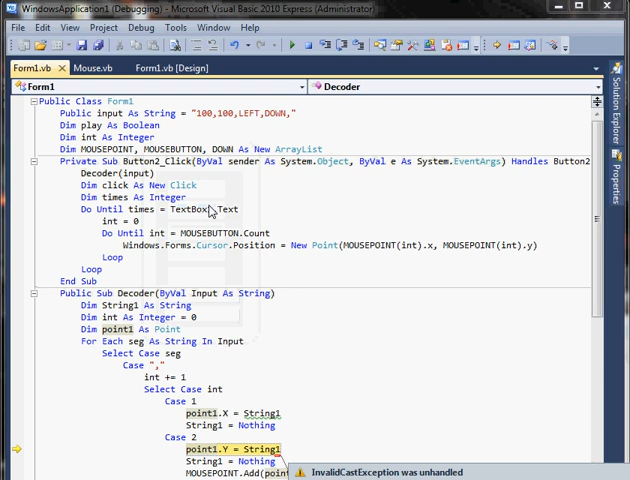 WindowsApplication1 (Debugging) - Microsoft Visual Basic 2010 Express (Administrator)
File Edit View Project Debug Data Tools Window Help
Form1.vb Mouse.vb Form1.vb [Design]
Form1 Decoder
Public Class Form1
Public input As String = "100,100,LEFT,DOWN,"
Dim play As Boolean
Dim int As Integer
Dim MOUSEPOINT, MOUSEBUTTON, DOWN As New ArrayList
Private Sub Button2_Click(ByVal sender As System.Object, ByVal e As System.EventArgs) Handles Button2
Decoder(input)
Dim click As New Click
Dim times As Integer
Do Until times = TextBox .Text
int = 0
Do Until int = MOUSEBUTTON.Count
Windows.Forms.Cursor.Position = New Point(MOUSEPOINT(int).x, MOUSEPOINT(int).y)
Loop
Loop
End Sub
Public Sub Decoder(ByVal Input As String)
Dim String1 As String
Dim int As Integer = 0
Dim point1 As Point
For Each seg As String In Input
Select Case seg
Case ","
int += 1
Select Case int
Case 1
point1.X = String1
String1 = Nothing
Case 2
point1.Y = String1
String1 = Nothing
MOUSEPOINT.Add(point
InvalidCastException was unhandled
Solution Explorer
Properties